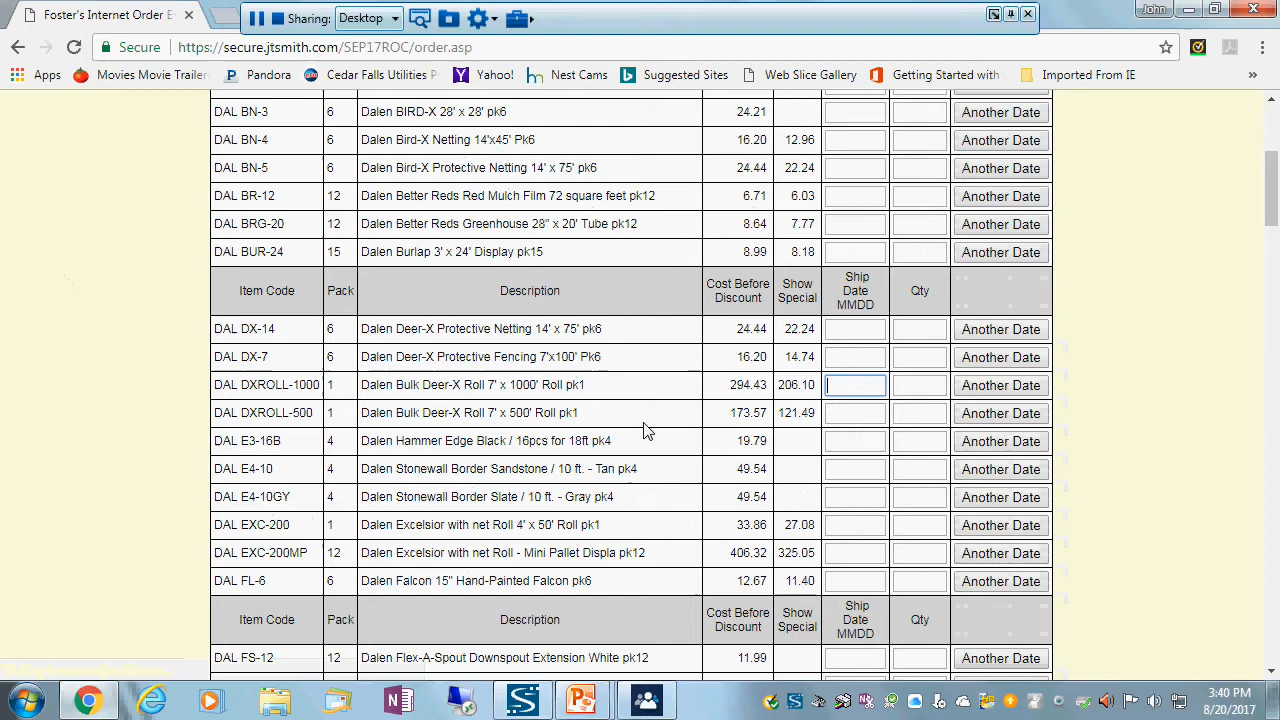 Foster's Internet Order E
Sharing: Desktop
John
Secure https://secure.jtsmith.com/SEP17ROC/order.asp
Apps Movies Movie Trailer Pandora Cedar Falls Utilities P Yahoo! Nest Cams Suggested Sites Web Slice Gallery Getting Started with Imported From IE »
DAL BN-3 6 Dalen BIRD-X 28' x 28' pk6 24.21 Another Date
DAL BN-4 6 Dalen Bird-X Netting 14'x45' Pk6 16.20 12.96 Another Date
DAL BN-5 6 Dalen Bird-X Protective Netting 14' x 75' pk6 24.44 22.24 Another Date
DAL BR-12 12 Dalen Better Reds Red Mulch Film 72 square feet pk12 6.71 6.03 Another Date
DAL BRG-20 12 Dalen Better Reds Greenhouse 28" x 20' Tube pk12 8.64 7.77 Another Date
DAL BUR-24 15 Dalen Burlap 3' x 24' Display pk15 8.99 8.18 Another Date
Item Code Pack Description Cost Before Discount Show Special Ship Date MMDD Qty
DAL DX-14 6 Dalen Deer-X Protective Netting 14' x 75' pk6 24.44 22.24 Another Date
DAL DX-7 6 Dalen Deer-X Protective Fencing 7'x100' Pk6 16.20 14.74 Another Date
DAL DXROLL-1000 1 Dalen Bulk Deer-X Roll 7' x 1000' Roll pk1 294.43 206.10 Another Date
DAL DXROLL-500 1 Dalen Bulk Deer-X Roll 7' x 500' Roll pk1 173.57 121.49 Another Date
DAL E3-16B 4 Dalen Hammer Edge Black / 16pcs for 18ft pk4 19.79 Another Date
DAL E4-10 4 Dalen Stonewall Border Sandstone / 10 ft. - Tan pk4 49.54 Another Date
DAL E4-10GY 4 Dalen Stonewall Border Slate / 10 ft. - Gray pk4 49.54 Another Date
DAL EXC-200 1 Dalen Excelsior with net Roll 4' x 50' Roll pk1 33.86 27.08 Another Date
DAL EXC-200MP 12 Dalen Excelsior with net Roll - Mini Pallet Displa pk12 406.32 325.05 Another Date
DAL FL-6 6 Dalen Falcon 15" Hand-Painted Falcon pk6 12.67 11.40 Another Date
Item Code Pack Description Cost Before Discount Show Special Ship Date MMDD Qty
DAL FS-12 12 Dalen Flex-A-Spout Downspout Extension White pk12 11.99 Another Date
3:40 PM
8/20/2017